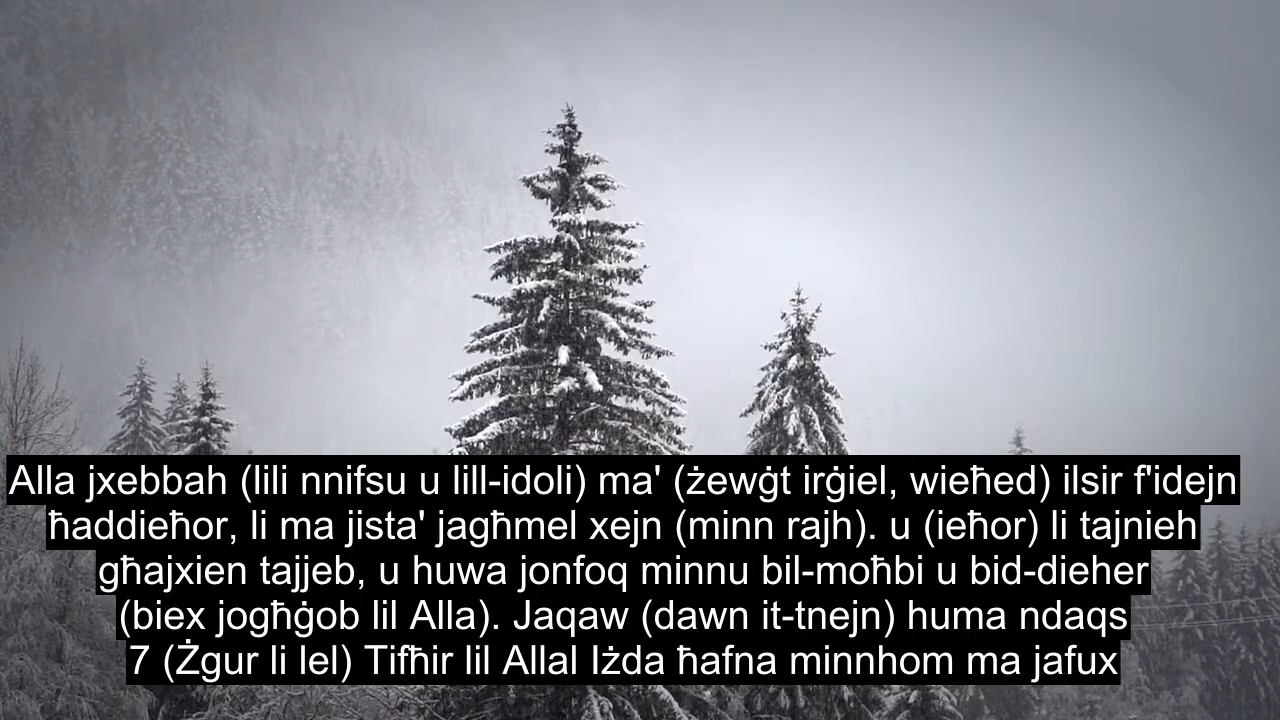 Alla jxebbah (lili nnifsu u lill-idoli) ma' (żewġt irġiel, wieħed) ilsir f'idejn
ħaddieħor, li ma jista' jagħmel xejn (minn rajh). u (ieħor) li tajnieh
għajxien tajjeb, u huwa jonfoq minnu bil-moħbi u bid-dieher
(biex jogħġob lil Alla). Jaqaw (dawn it-tnejn) huma ndaqs
7 (Żgur li lel) Tifħir lil Allal Iżda ħafna minnhom ma jafux